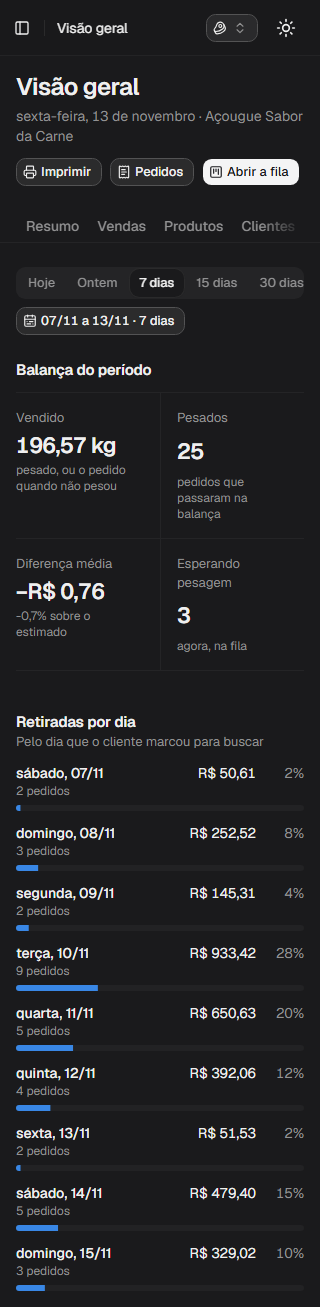 Visão geral
Visão geral
sexta-feira, 13 de novembro · Açougue Sabor
da Carne
Imprimir
Pedidos
Abrir a fila
Resumo
Vendas
Produtos
Clientes
Hoje
Ontem
7 dias
15 dias
30 dias
07/11 a 13/11 · 7 dias
Balança do período
Vendido
196,57 kg
pesado, ou o pedido
quando não pesou
Pesados
25
pedidos que
passaram na
balança
Diferença média
−R$ 0,76
-0,7% sobre o
estimado
Esperando
pesagem
3
agora, na fila
Retiradas por dia
Pelo dia que o cliente marcou para buscar
sábado, 07/11 R$ 50,61 2%
2 pedidos
domingo, 08/11 R$ 252,52 8%
3 pedidos
segunda, 09/11 R$ 145,31 4%
2 pedidos
terça, 10/11 R$ 933,42 28%
9 pedidos
quarta, 11/11 R$ 650,63 20%
5 pedidos
quinta, 12/11 R$ 392,06 12%
4 pedidos
sexta, 13/11 R$ 51,53 2%
2 pedidos
sábado, 14/11 R$ 479,40 15%
5 pedidos
domingo, 15/11 R$ 329,02 10%
3 pedidos